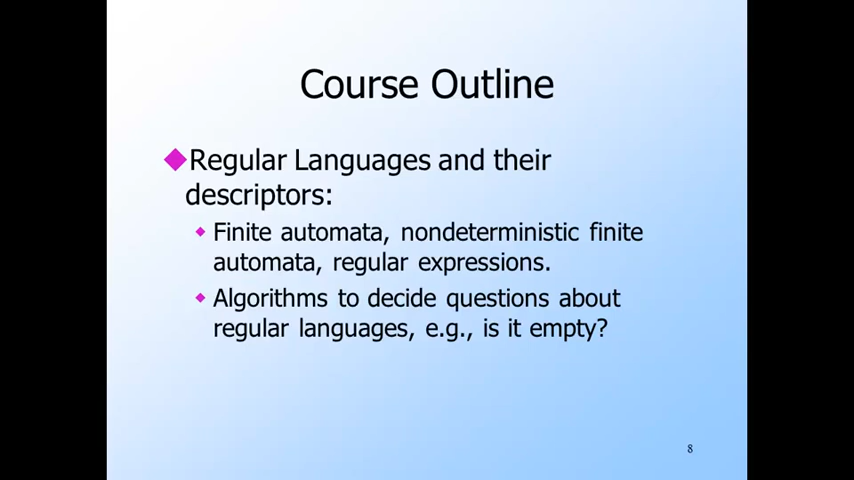 Course Outline
Regular Languages and their
descriptors:
Finite automata, nondeterministic finite
automata, regular expressions.
Algorithms to decide questions about
regular languages, e.g., is it empty?
8